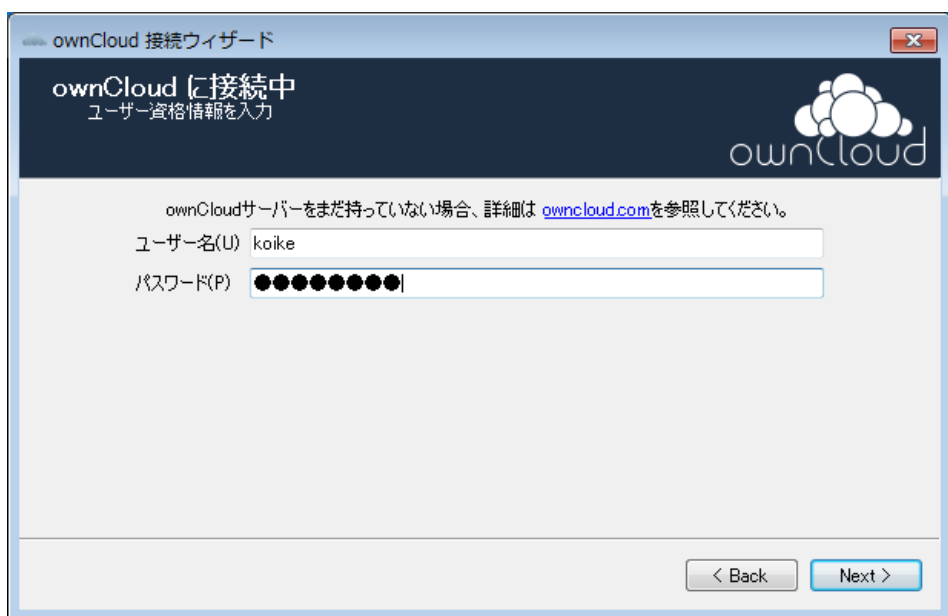 ownCloud 接続ウィザード
ownCloud に接続中
ユーザー資格情報を入力
ownCloud
ownCloudサーバーをまだ持っていない場合、詳細は owncloud.comを参照してください。
ユーザー名(U) koike
パスワード(P) ●●●●●●●●
< Back Next >